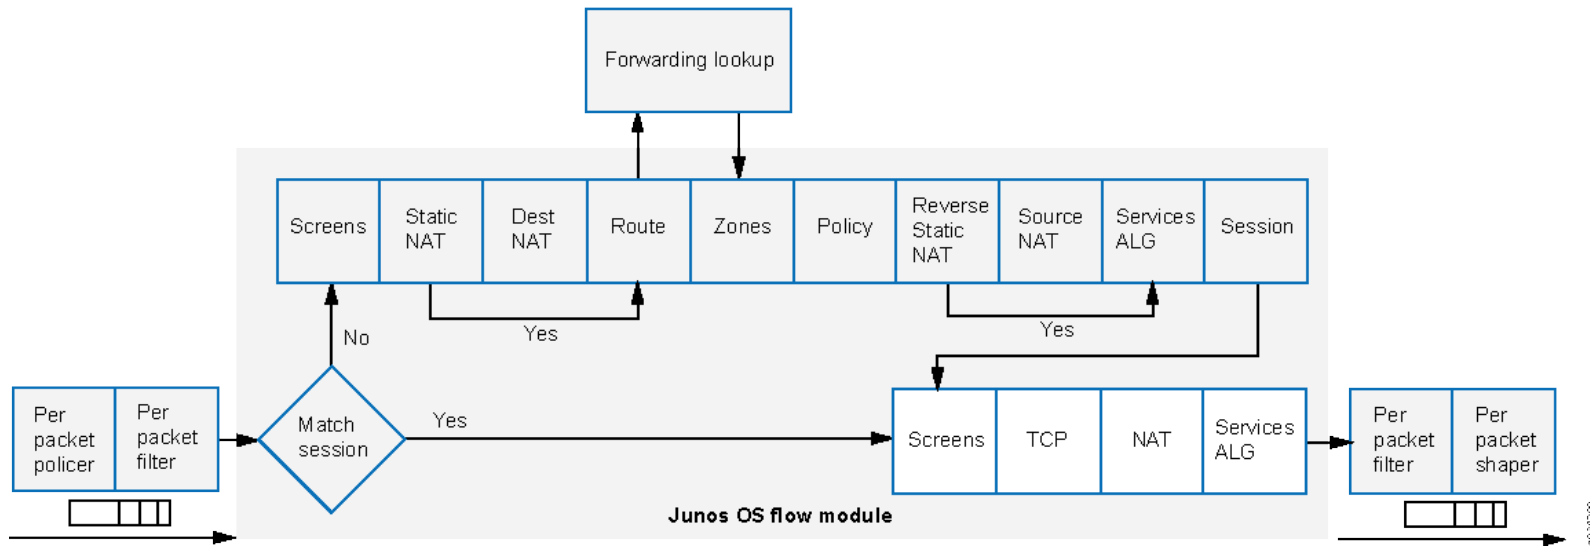 Forwarding lookup
Screens
Static
NAT
Dest
NAT
Route
Zones
Policy
Reverse
Static
NAT
Source
NAT
Services
ALG
Session
No
Yes
Yes
Per
packet
policer
Per
packet
filter
Match
session
Yes
Screens
TCP
NAT
Services
ALG
Per
packet
filter
Per
packet
shaper
Junos OS flow module